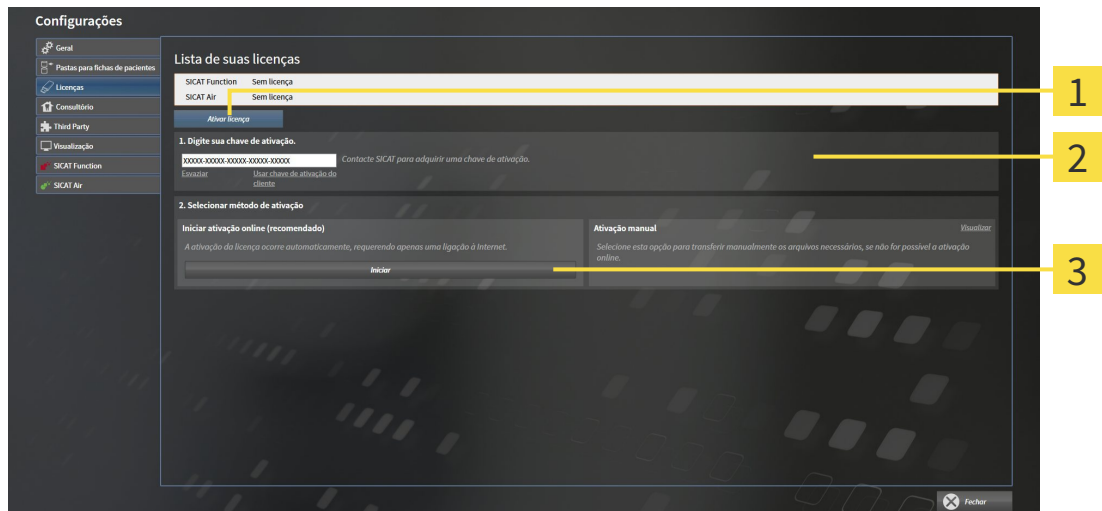 Configurações
Geral
Pastas para fichas de pacientes
Licenças
Consultório
Third Party
Visualização
SICAT Function
SICAT Air
Lista de suas licenças
SICAT Function Sem licença
SICAT Air Sem licença
Ativar licença
1. Digite sua chave de ativação.
XXXXX-XXXXX-XXXXX-XXXXX-XXXXX
Contacte SICAT para adquirir uma chave de ativação.
Esvaziar
Usar chave de ativação do
cliente
2. Selecionar método de ativação
Iniciar ativação online (recomendado)
A ativação da licença ocorre automaticamente, requerendo apenas uma ligação à Internet.
Iniciar
Ativação manual
Visualizar
Selecione esta opção para transferir manualmente os arquivos necessários, se não for possível a ativação
online.
Fechar
1
2
3